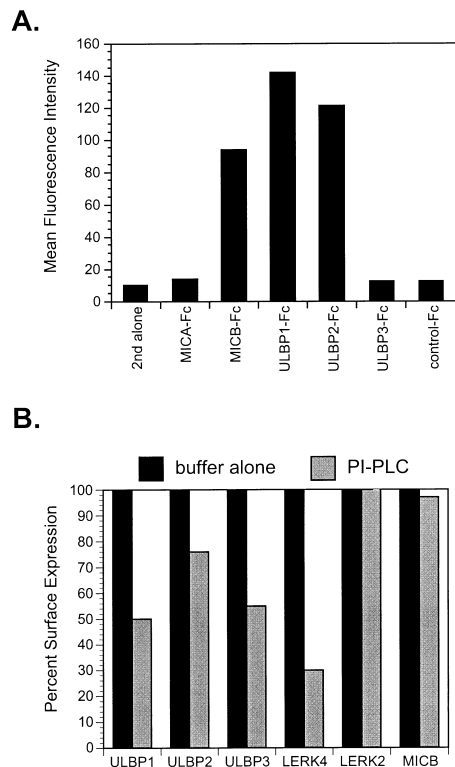 A.
Mean Fluorescence Intensity
160
140
120
100
80
60
40
20
0
2nd alone
MICA-Fc
MICB-Fc
ULBP1-Fc
ULBP2-Fc
ULBP3-Fc
control-Fc
B.
buffer alone
PI-PLC
Percent Surface Expression
100
90
80
70
60
50
40
30
20
10
0
ULBP1
ULBP2
ULBP3
LERK4
LERK2
MICB